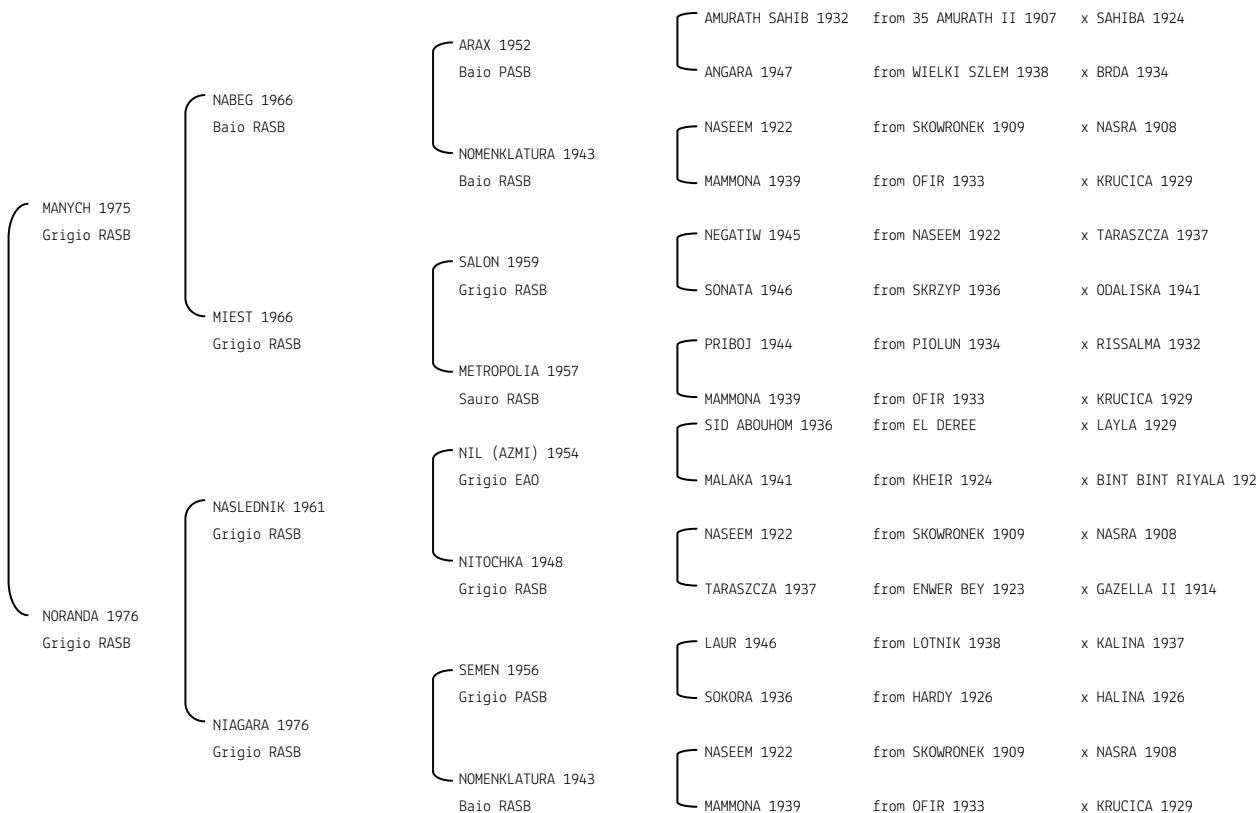 AMURATH SAHIB 1932 from 35 AMURATH II 1907 x SAHIBA 1924
ARAX 1952
Baio PASB
ANGARA 1947 from WIELKI SZLEM 1938 x BRDA 1934
NABEG 1966
Baio RASB
NASEEM 1922 from SKOWRONEK 1909 x NASRA 1908
NOMENKLATURA 1943
Baio RASB
MAMMONA 1939 from OFIR 1933 x KRUCICA 1929
MANYCH 1975
Grigio RASB
NEGATIW 1945 from NASEEM 1922 x TARASZCZA 1937
SALON 1959
Grigio RASB
SONATA 1946 from SKRZYP 1936 x ODALISKA 1941
MIEST 1966
Grigio RASB
PRIBOJ 1944 from PIOLUN 1934 x RISSALMA 1932
METROPOLIA 1957
Sauro RASB
MAMMONA 1939 from OFIR 1933 x KRUCICA 1929
SID ABOUHOM 1936 from EL DEREE x LAYLA 1929
NIL (AZMI) 1954
Grigio EAO
MALAKA 1941 from KHEIR 1924 x BINT BINT RIYALA 192
NASLEDNIK 1961
Grigio RASB
NASEEM 1922 from SKOWRONEK 1909 x NASRA 1908
NITOCHKA 1948
Grigio RASB
TARASZCZA 1937 from ENWER BEY 1923 x GAZELLA II 1914
NORANDA 1976
Grigio RASB
LAUR 1946 from LOTNIK 1938 x KALINA 1937
SEMEN 1956
Grigio PASB
SOKORA 1936 from HARDY 1926 x HALINA 1926
NIAGARA 1976
Grigio RASB
NASEEM 1922 from SKOWRONEK 1909 x NASRA 1908
NOMENKLATURA 1943
Baio RASB
MAMMONA 1939 from OFIR 1933 x KRUCICA 1929